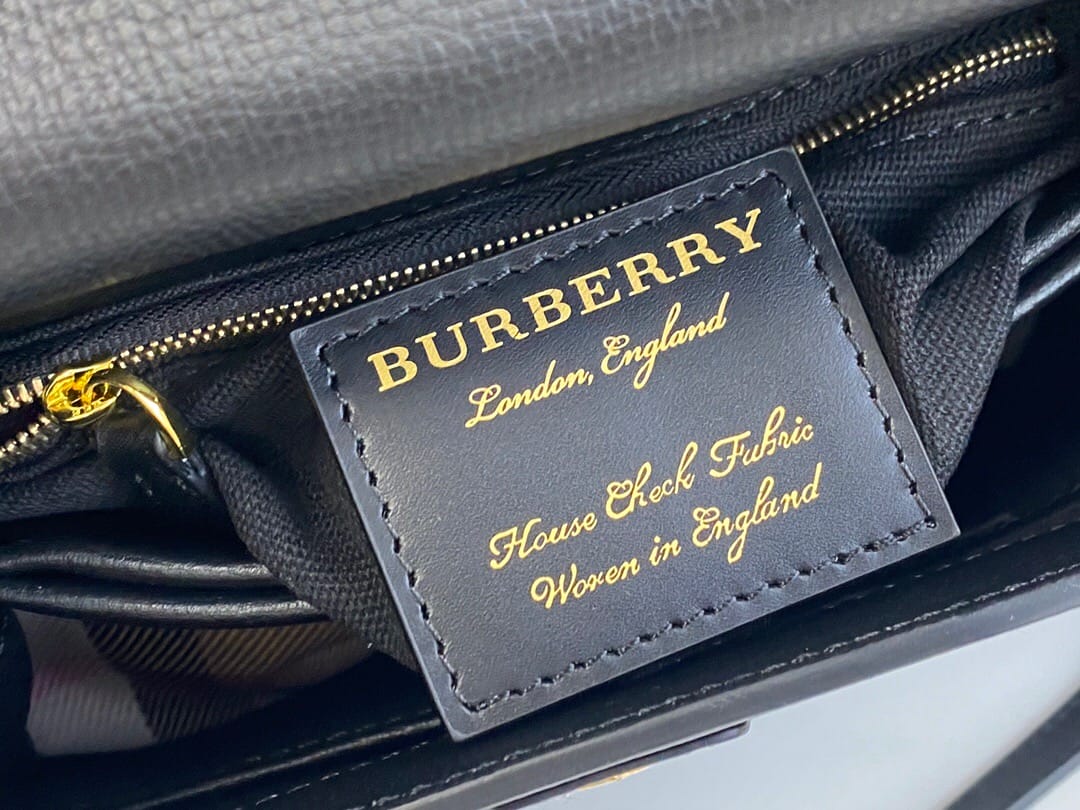 BURBERRY
London, England
House Check Fabric
Woven in England